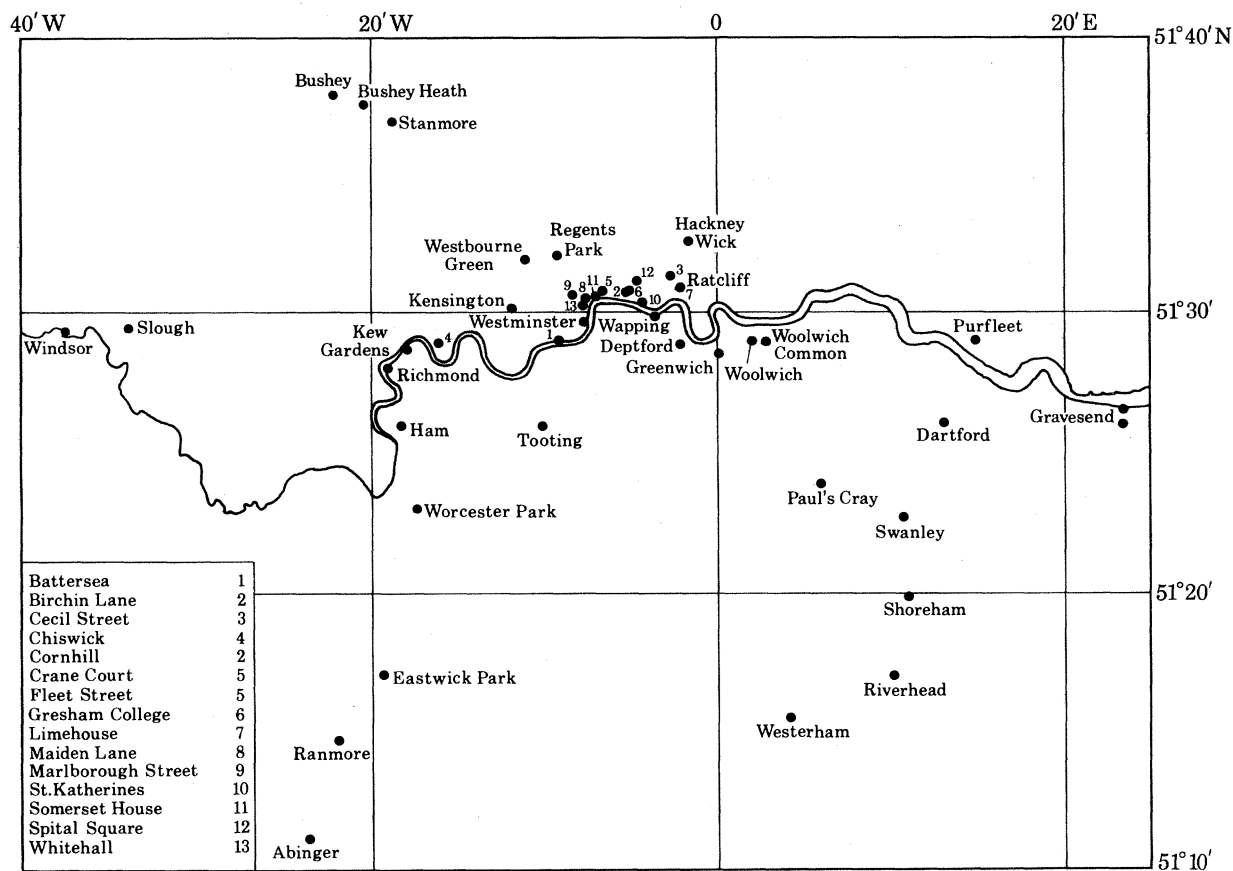 40′ W 20′ W 0 20′ E
51°40′ N
Bushey
Bushey Heath
Stanmore
Hackney
Wick
Regents
Park
Westbourne
Green
12
3
Ratcliff
7
9 8 11 5 2 6
13
10
Kensington
51°30′
Westminster
Wapping
Slough
Windsor
Kew
Gardens
4
1
Deptford
Greenwich
Woolwich
Woolwich
Common
Purfleet
Richmond
Ham
Tooting
Gravesend
Dartford
Paul's Cray
Worcester Park
Swanley
51°20′
Shoreham
Eastwick Park
Riverhead
Westerham
Ranmore
Abinger
51°10′
Battersea 1
Birchin Lane 2
Cecil Street 3
Chiswick 4
Cornhill 2
Crane Court 5
Fleet Street 5
Gresham College 6
Limehouse 7
Maiden Lane 8
Marlborough Street 9
St.Katherines 10
Somerset House 11
Spital Square 12
Whitehall 13